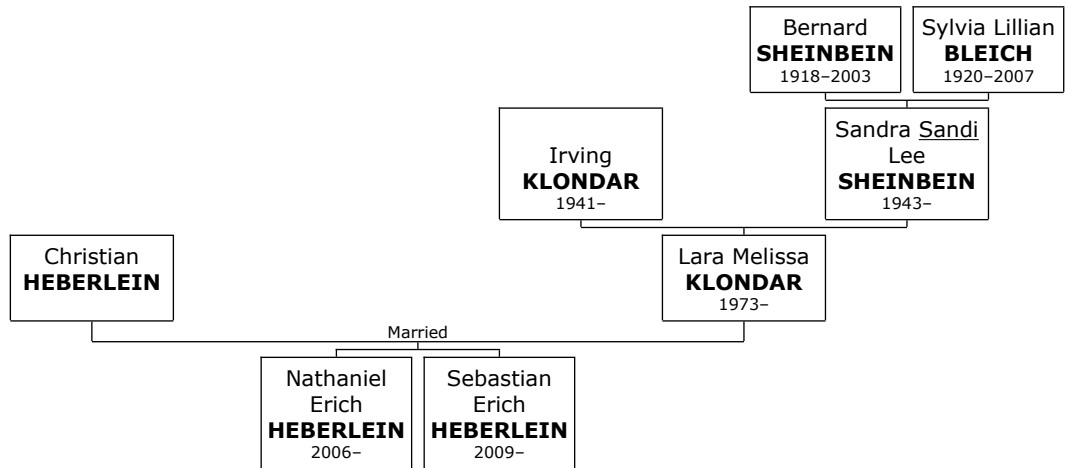 Bernard
SHEINBEIN
1918–2003
Sylvia Lillian
BLEICH
1920–2007
Irving
KLONDAR
1941–
Sandra Sandi
Lee
SHEINBEIN
1943–
Christian
HEBERLEIN
Lara Melissa
KLONDAR
1973–
Married
Nathaniel
Erich
HEBERLEIN
2006–
Sebastian
Erich
HEBERLEIN
2009–